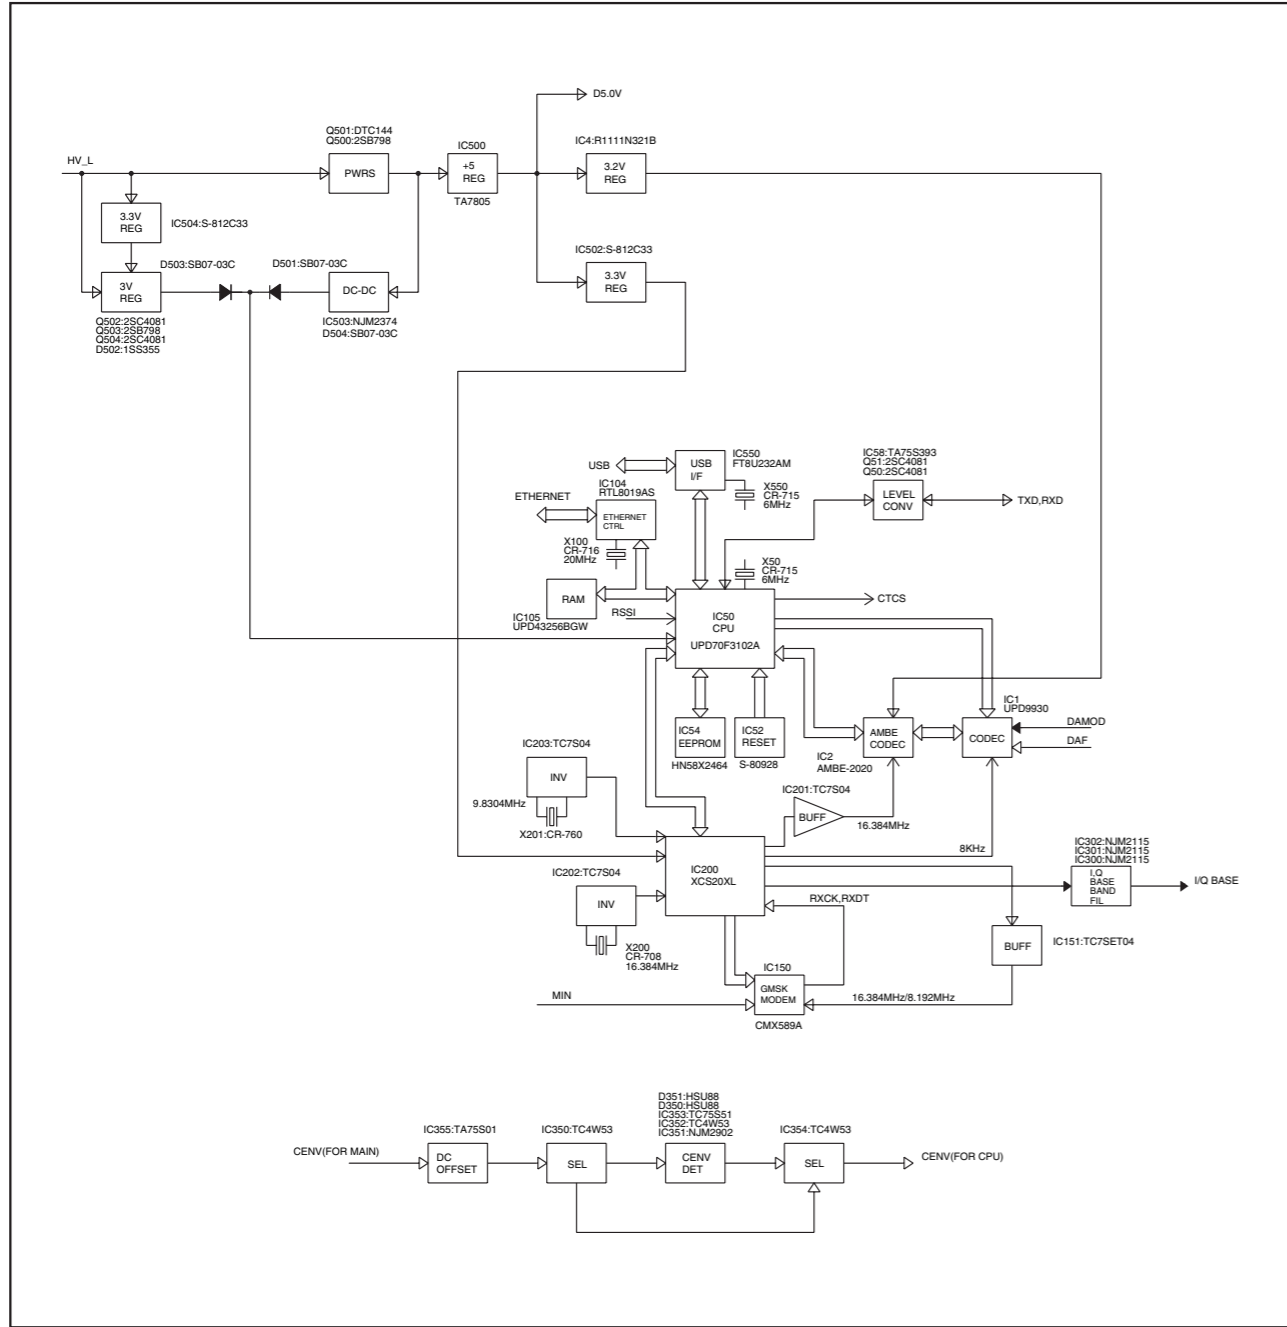 D5.0V
Q501:DTC144
Q500:2SB798
IC500
IC4:R1111N321B
HV_L
PWRS
+5
REG
3.2V
REG
TA7805
3.3V
REG
IC504:S-812C33
IC502:S-812C33
D503:SB07-03C
D501:SB07-03C
3.3V
REG
3V
REG
DC-DC
Q502:2SC4081
Q503:2SB798
Q504:2SC4081
D502:1SS355
IC503:NJM2374
D504:SB07-03C
USB
USB
I/F
IC550
FT8U232AM
IC58:TA75S393
Q51:2SC4081
Q50:2SC4081
IC104
RTL8019AS
X550
CR-715
6MHz
ETHERNET
ETHERNET
CTRL
LEVEL
CONV
TXD,RXD
X100
CR-716
20MHz
X50
CR-715
6MHz
RAM
IC105
UPD43256BGW
RSSI
IC50
CPU
UPD70F3102A
CTCS
IC1
UPD9930
IC54
EEPROM
IC52
RESET
AMBE
CODEC
CODEC
DAMOD
DAF
HN58X2464
S-80928
IC2
AMBE-2020
IC203:TC7S04
INV
9.8304MHz
X201:CR-760
IC201:TC7S04
BUFF
16.384MHz
8KHz
IC302:NJM2115
IC301:NJM2115
IC300:NJM2115
IC200
XCS20XL
I,Q
BASE
BAND
FIL
I/Q BASE
IC202:TC7S04
INV
RXCK,RXDT
X200
CR-708
16.384MHz
BUFF
IC151:TC7SET04
IC150
GMSK
MODEM
MIN
16.384MHz/8.192MHz
CMX589A
D351:HSU88
D350:HSU88
IC353:TC75S51
IC352:TC4W53
IC351:NJM2902
IC355:TA75S01
IC350:TC4W53
IC354:TC4W53
CENV(FOR MAIN)
DC
OFFSET
SEL
CENV
DET
SEL
CENV(FOR CPU)